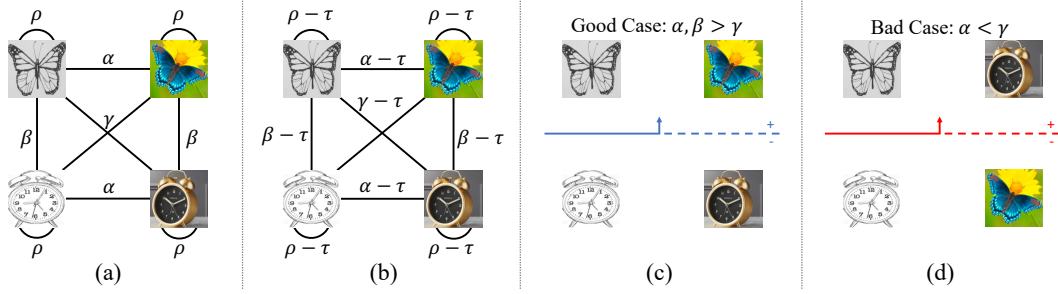 ρ ρ
α
β γ β
α
ρ ρ
(a)
ρ − τ ρ − τ
α − τ
γ − τ
β − τ β − τ
α − τ
ρ − τ ρ − τ
(b)
Good Case: α, β > γ
+
-
(c)
Bad Case: α < γ
+
-
(d)